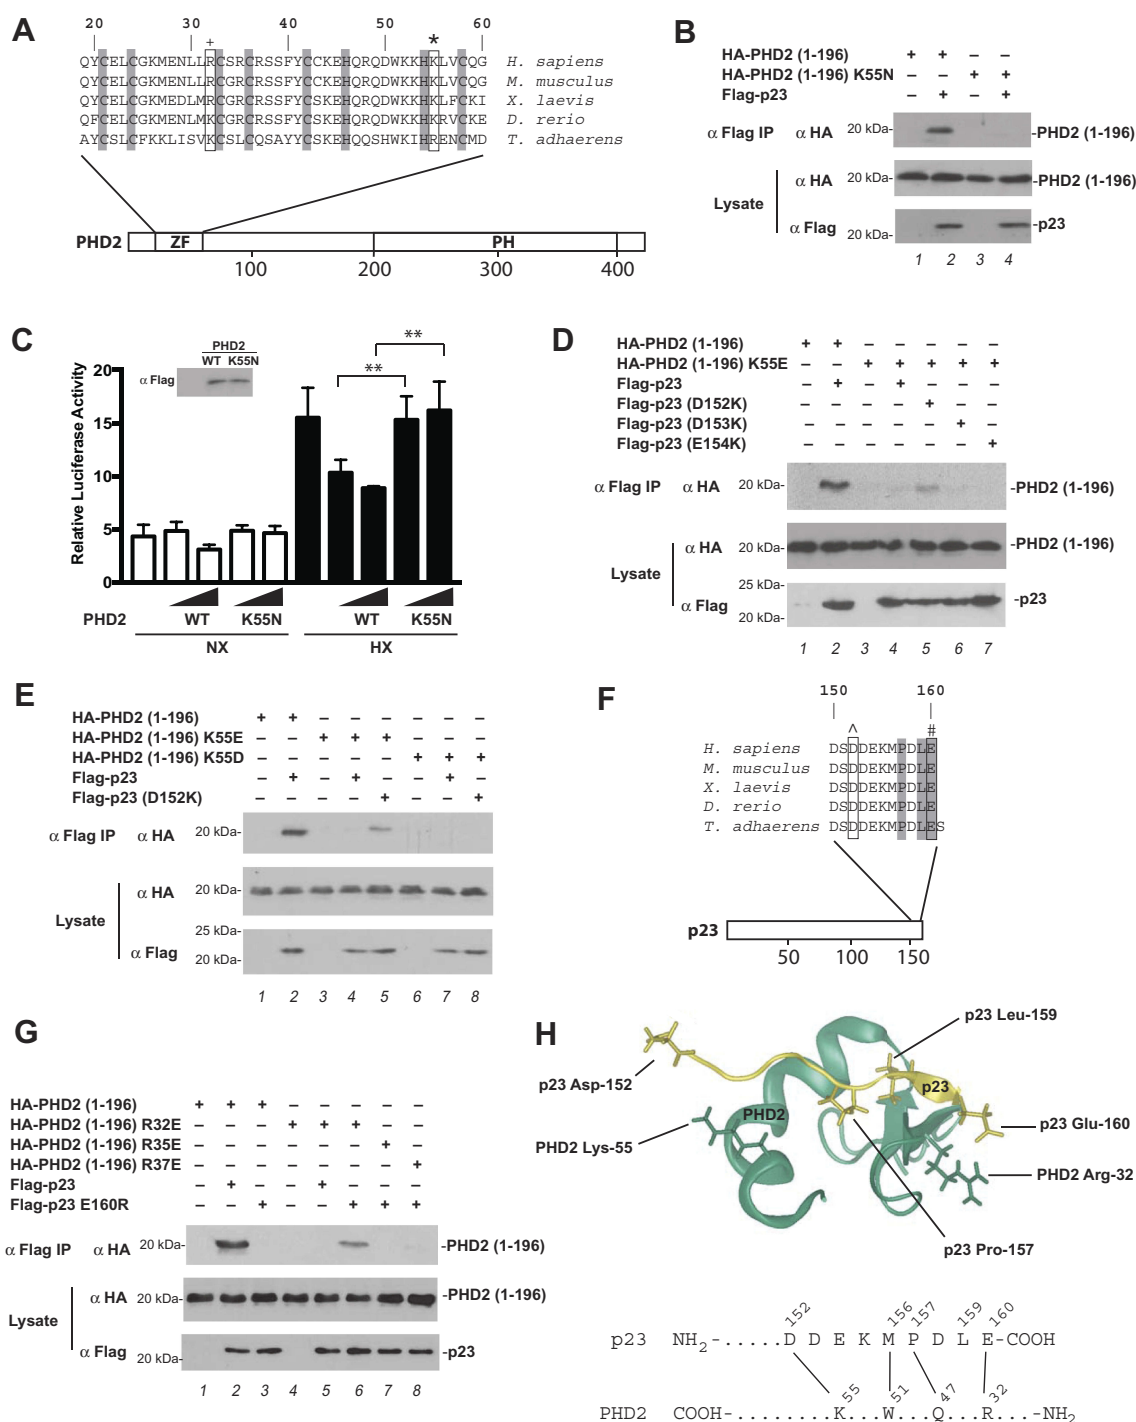 A
20 30 40 50 60
+ *
QYCELCGKMENLLRCSRCRSSFYCCKEHQRQDWKKHKLVCQG H. sapiens
QYCELCGKMENLLRCGRCRSSFYCCKEHQRQDWKKHKLVCQG M. musculus
QYCELCGKMEDLMRCGRCRSSFYCSKEHQRQDWKKHKLFCKI X. laevis
QFCELCGKMENLMKCGRCRSSFYCSKEHQRQDWKKHKRVCKE D. rerio
AYCSLCFKKLISVKCSLCQSAYYCSKEHQQSHWKIHREVCMD T. adhaerens
PHD2 ZF PH
100 200 300 400
B
HA-PHD2 (1-196) + + – –
HA-PHD2 (1-196) K55N – – + +
Flag-p23 – + – +
α Flag IP α HA 20 kDa- -PHD2 (1-196)
α HA 20 kDa- -PHD2 (1-196)
Lysate
α Flag 20 kDa- -p23
1 2 3 4
C
PHD2
WT K55N
α Flag
** **
Relative Luciferase Activity
20
15
10
5
0
PHD2 WT K55N WT K55N
NX HX
D
HA-PHD2 (1-196) + + – – – – –
HA-PHD2 (1-196) K55E – – + + + + +
Flag-p23 – + – + – – –
Flag-p23 (D152K) – – – – + – –
Flag-p23 (D153K) – – – – – + –
Flag-p23 (E154K) – – – – – – +
α Flag IP α HA 20 kDa- -PHD2 (1-196)
α HA 20 kDa- -PHD2 (1-196)
Lysate
25 kDa-
α Flag 20 kDa- -p23
1 2 3 4 5 6 7
E
HA-PHD2 (1-196) + + – – – – – –
HA-PHD2 (1-196) K55E – – + + + – – –
HA-PHD2 (1-196) K55D – – – – – + + +
Flag-p23 – + – + – – + –
Flag-p23 (D152K) – – – – + – – +
α Flag IP α HA 20 kDa-
α HA 20 kDa-
Lysate
25 kDa-
α Flag 20 kDa-
1 2 3 4 5 6 7 8
F
150 160
^ #
H. sapiens DSDDEKMPDLE
M. musculus DSDDEKMPDLE
X. laevis DSDDEKMPDLE
D. rerio DSDDEKMPDLE
T. adhaerens DSDDEKMPDLES
p23
50 100 150
G
HA-PHD2 (1-196) + + + – – – – –
HA-PHD2 (1-196) R32E – – – + + + – –
HA-PHD2 (1-196) R35E – – – – – – + –
HA-PHD2 (1-196) R37E – – – – – – – +
Flag-p23 – + – – + – – –
Flag-p23 E160R – – + – – + + +
α Flag IP α HA 20 kDa- -PHD2 (1-196)
α HA 20 kDa- -PHD2 (1-196)
Lysate
α Flag 20 kDa- -p23
1 2 3 4 5 6 7 8
H
p23 Leu-159
p23 Asp-152
p23
PHD2
p23 Glu-160
PHD2 Lys-55
PHD2 Arg-32
p23 Pro-157
152 156 157 159 160
p23 NH2-.....D D E K M P D L E-COOH
55 51 47 32
PHD2 COOH-........K...W...Q...R...-NH2